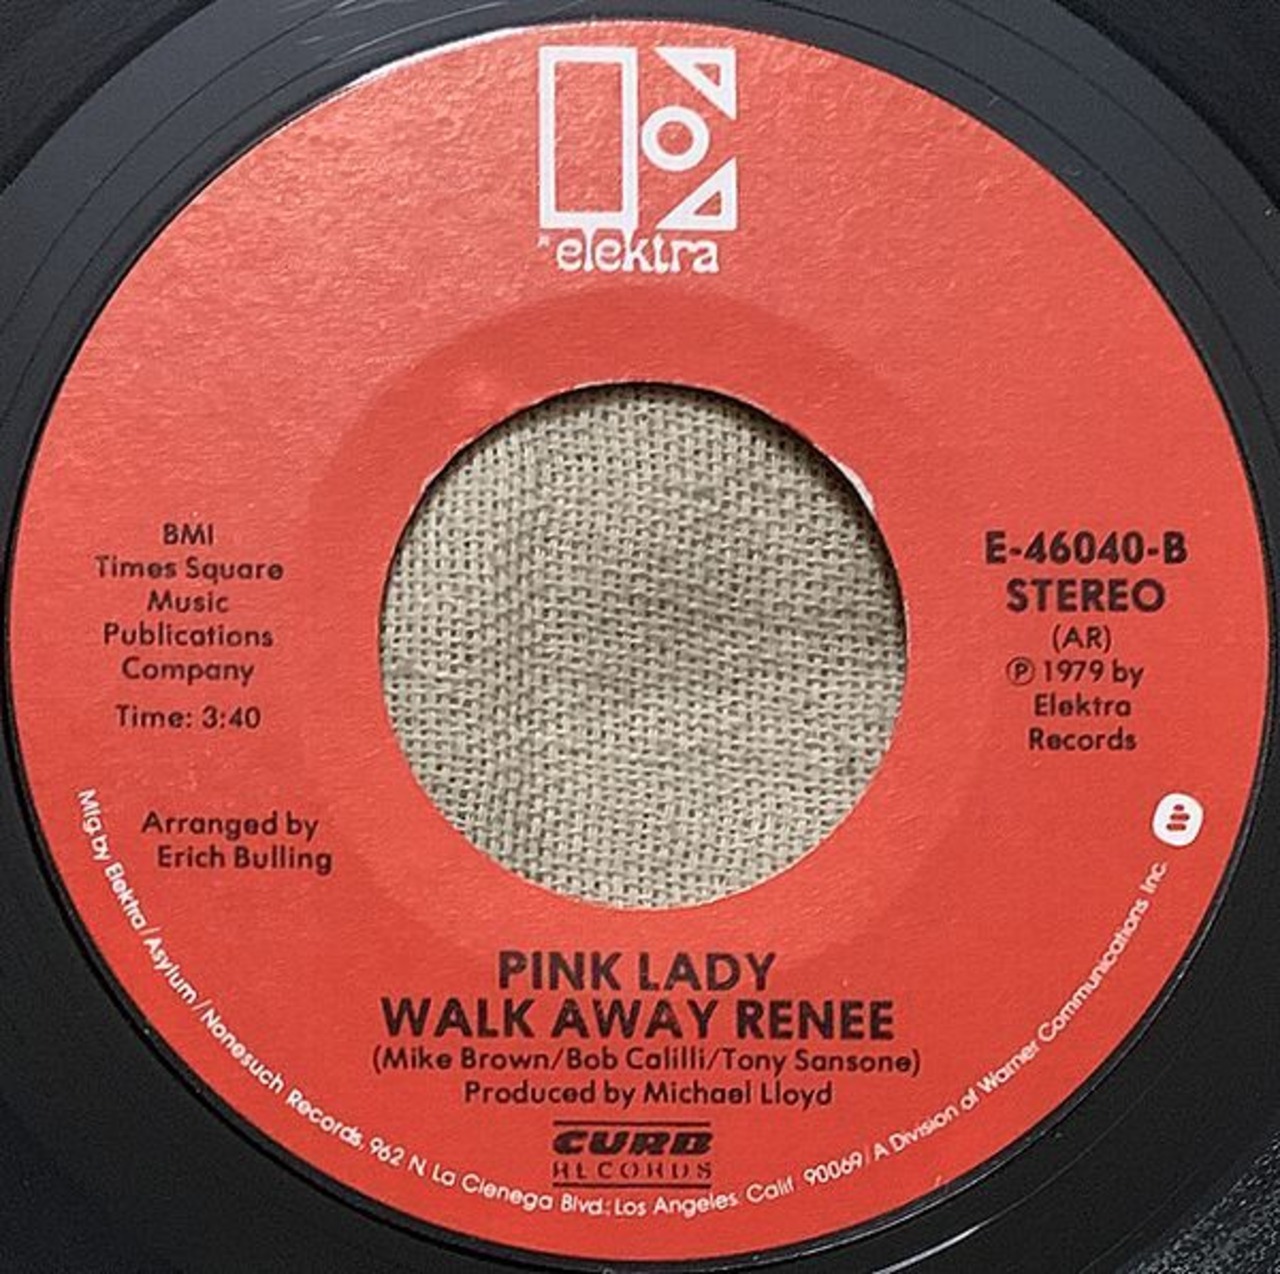 elektra
BMI
Times Square
Music
Publications
Company
Time: 3:40
Arranged by
Erich Bulling
E-46040-B
STEREO
(AR)
℗ 1979 by
Elektra
Records
PINK LADY
WALK AWAY RENEE
(Mike Brown/Bob Calilli/Tony Sansone)
Produced by Michael Lloyd
CURB
RECORDS
Mfg. by Elektra / Asylum / Nonesuch Records, 962 N. La Cienega Blvd.; Los Angeles. Calif. 90069 / A Division of Warner Communications Inc.